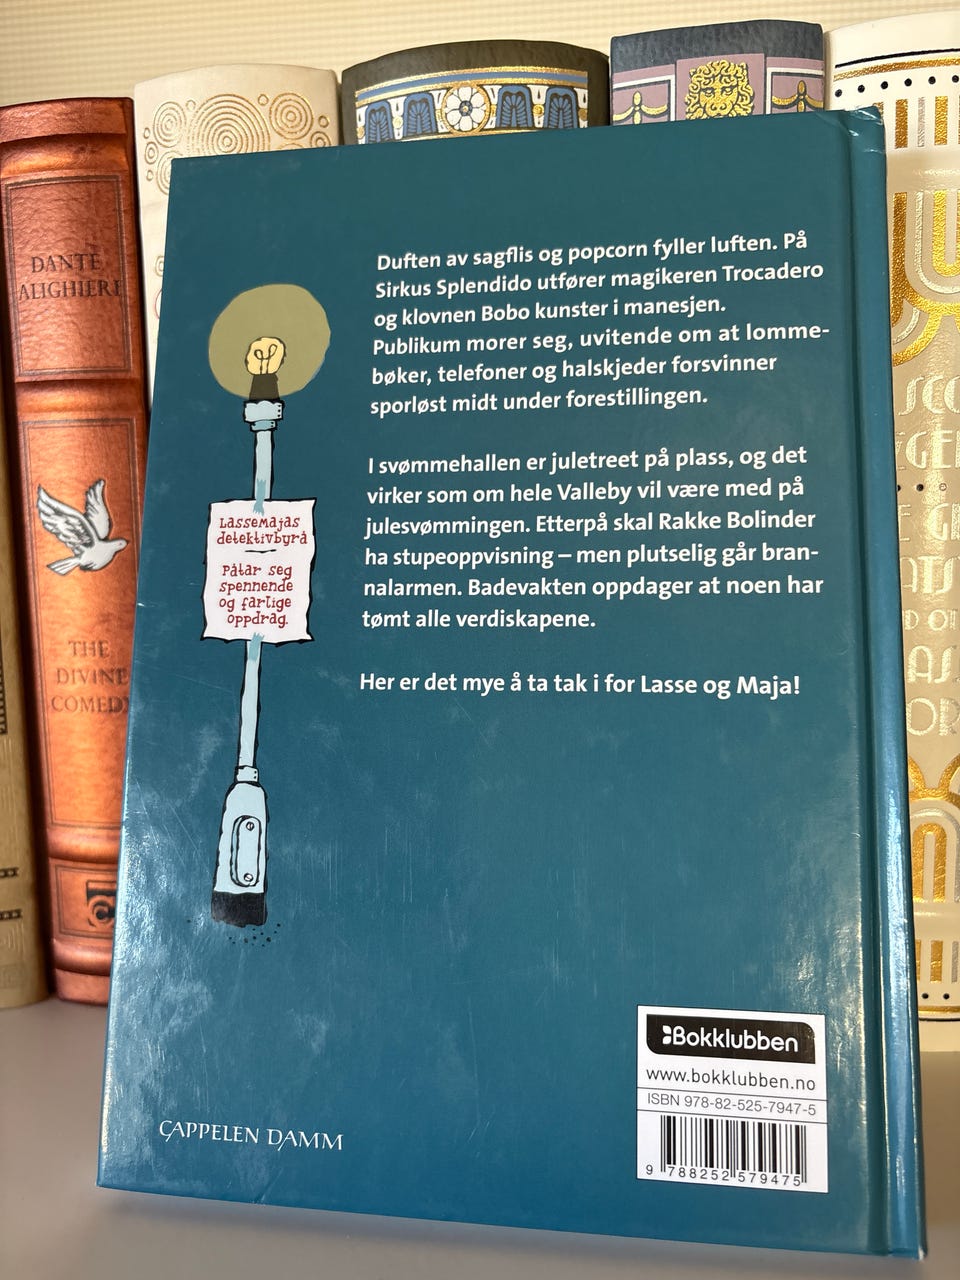 DANTE
ALIGHIERI
THE
DIVINE
COMEDY
Duften av sagflis og popcorn fyller luften. På
Sirkus Splendido utfører magikeren Trocadero
og klovnen Bobo kunster i manesjen.
Publikum morer seg, uvitende om at lomme-
bøker, telefoner og halskjeder forsvinner
sporløst midt under forestillingen.
I svømmehallen er juletreet på plass, og det
virker som om hele Valleby vil være med på
julesvømmingen. Etterpå skal Rakke Bolinder
ha stupeoppvisning – men plutselig går bran-
nalarmen. Badevakten oppdager at noen har
tømt alle verdiskapene.
Her er det mye å ta tak i for Lasse og Maja!
LasseMajas
detektivbyrå
Påtar seg
spennende
og farlige
oppdrag.
CAPPELEN DAMM
Bokklubben
www.bokklubben.no
ISBN 978-82-525-7947-5
9 788252 579475